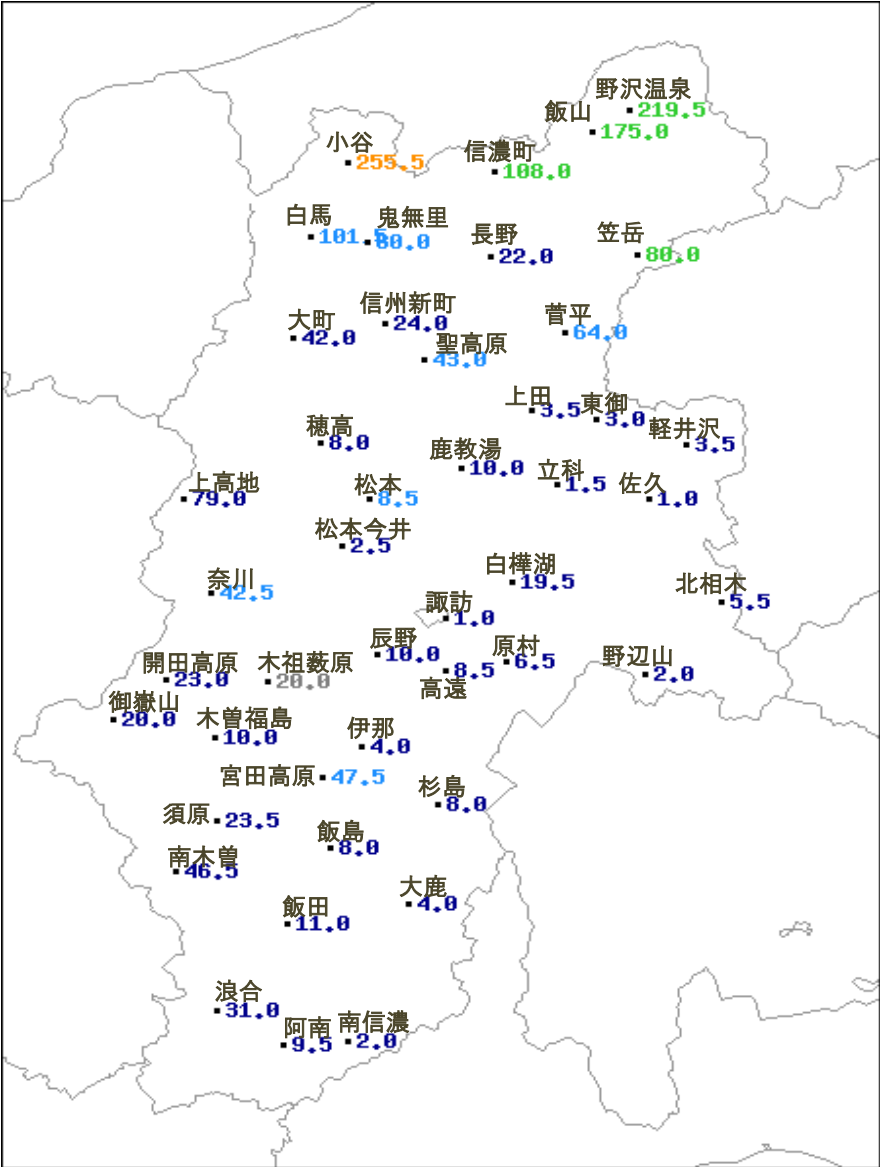 野沢温泉
219.5
飯山
175.0
小谷
255.5
信濃町
108.0
白馬
101.5
鬼無里
80.0
長野
22.0
笠岳
80.0
大町
42.0
信州新町
24.0
聖高原
43.0
菅平
64.0
上田
3.5
東御
3.0
軽井沢
3.5
穂高
8.0
鹿教湯
10.0
立科
1.5
佐久
1.0
上高地
79.0
松本
8.5
松本今井
2.5
白樺湖
19.5
北相木
5.5
奈川
42.5
諏訪
1.0
辰野
10.0
原村
6.5
野辺山
2.0
開田高原
23.0
木祖薮原
20.0
8.5
高遠
御嶽山
20.0
木曽福島
10.0
伊那
4.0
宮田高原
47.5
杉島
8.0
須原
23.5
飯島
8.0
南木曽
46.5
大鹿
4.0
飯田
11.0
浪合
31.0
阿南
9.5
南信濃
2.0